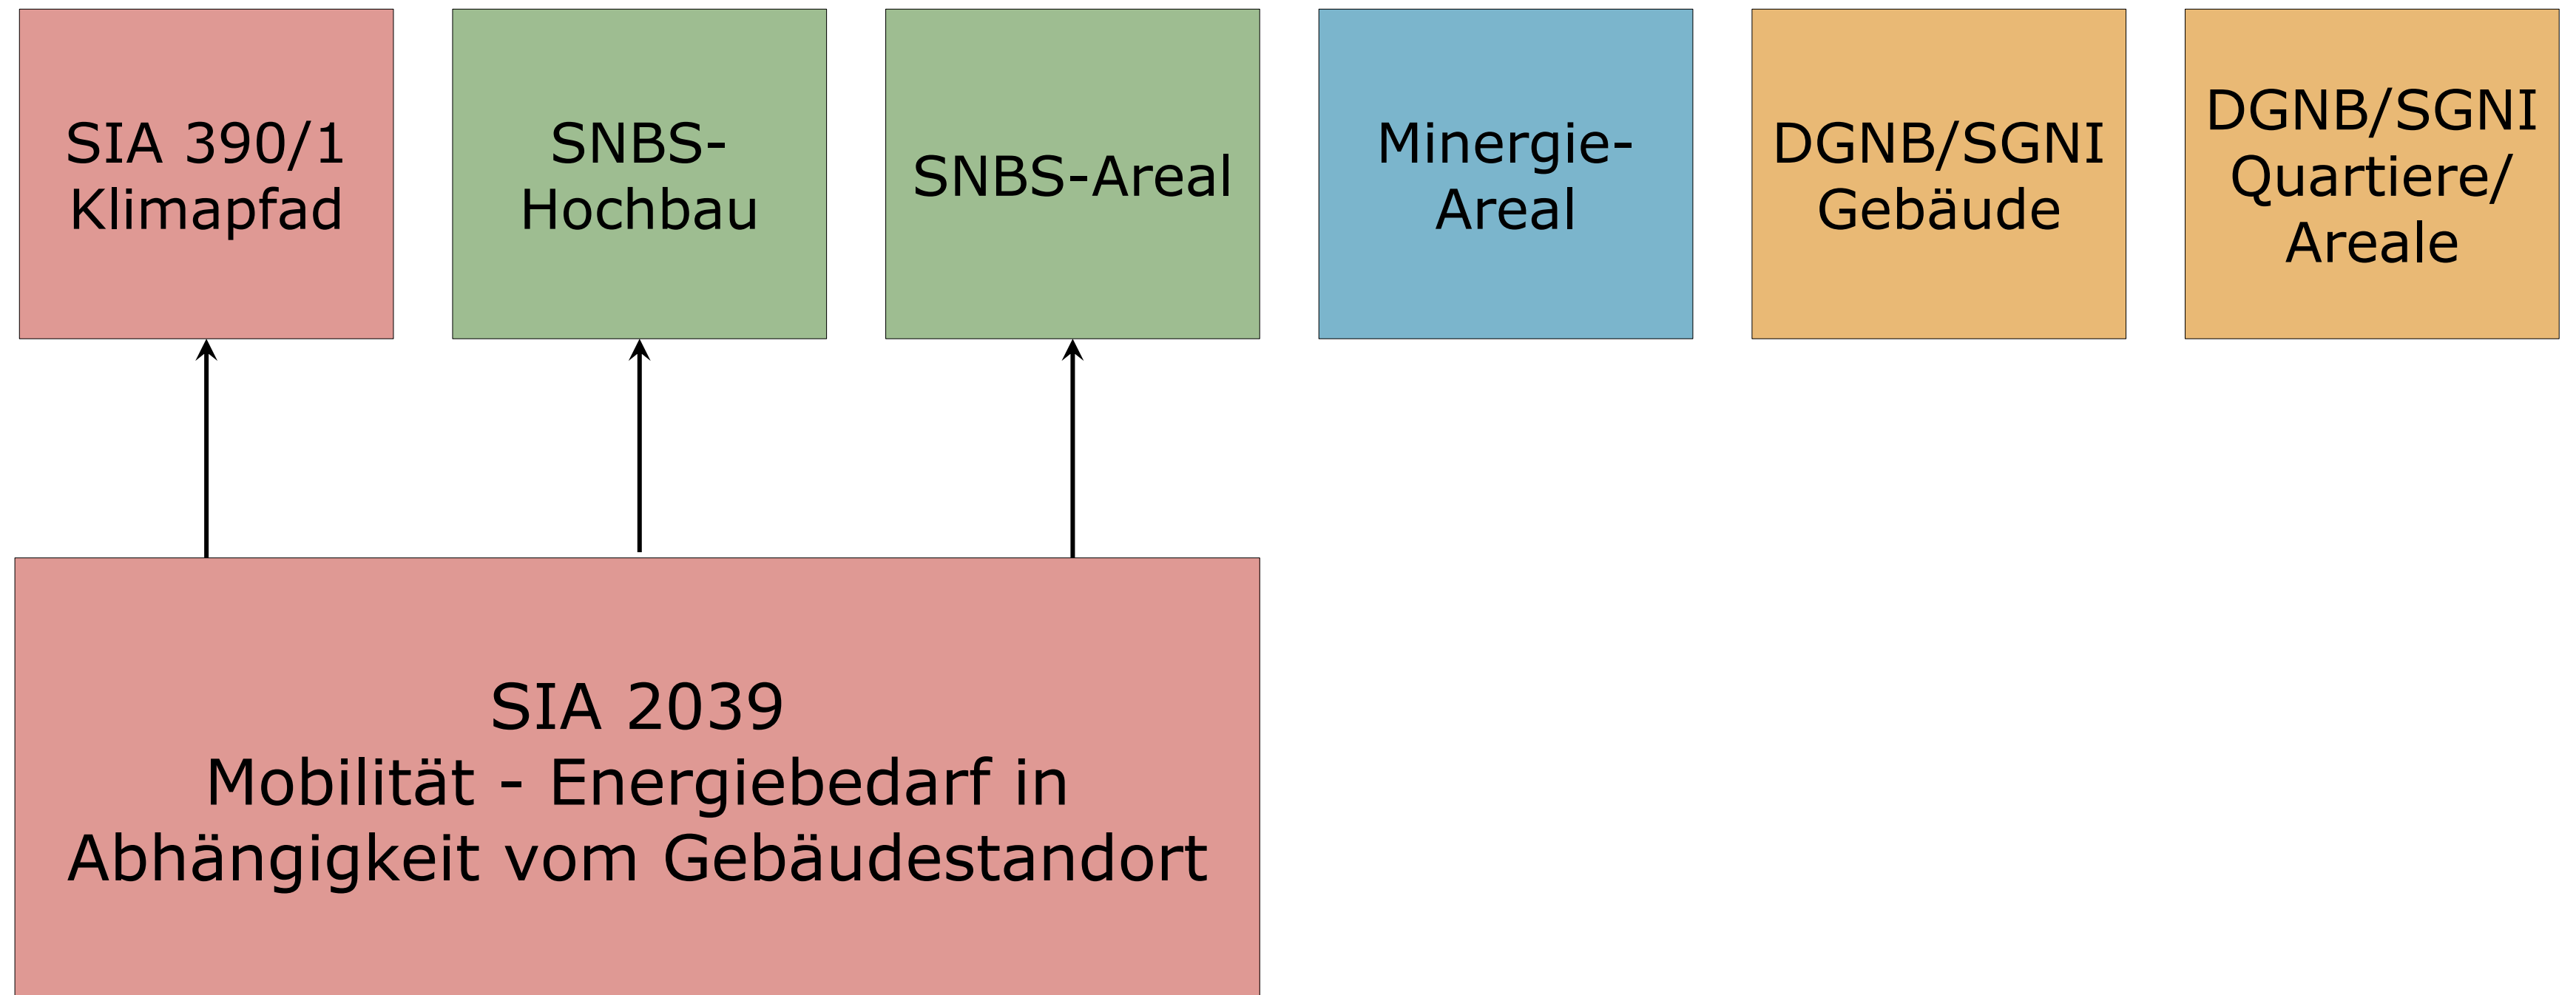 SIA 390/1
Klimapfad
SNBS-
Hochbau
SNBS-Areal
Minergie-
Areal
DGNB/SGNI
Gebäude
DGNB/SGNI
Quartiere/
Areale
SIA 2039
Mobilität - Energiebedarf in
Abhängigkeit vom Gebäudestandort